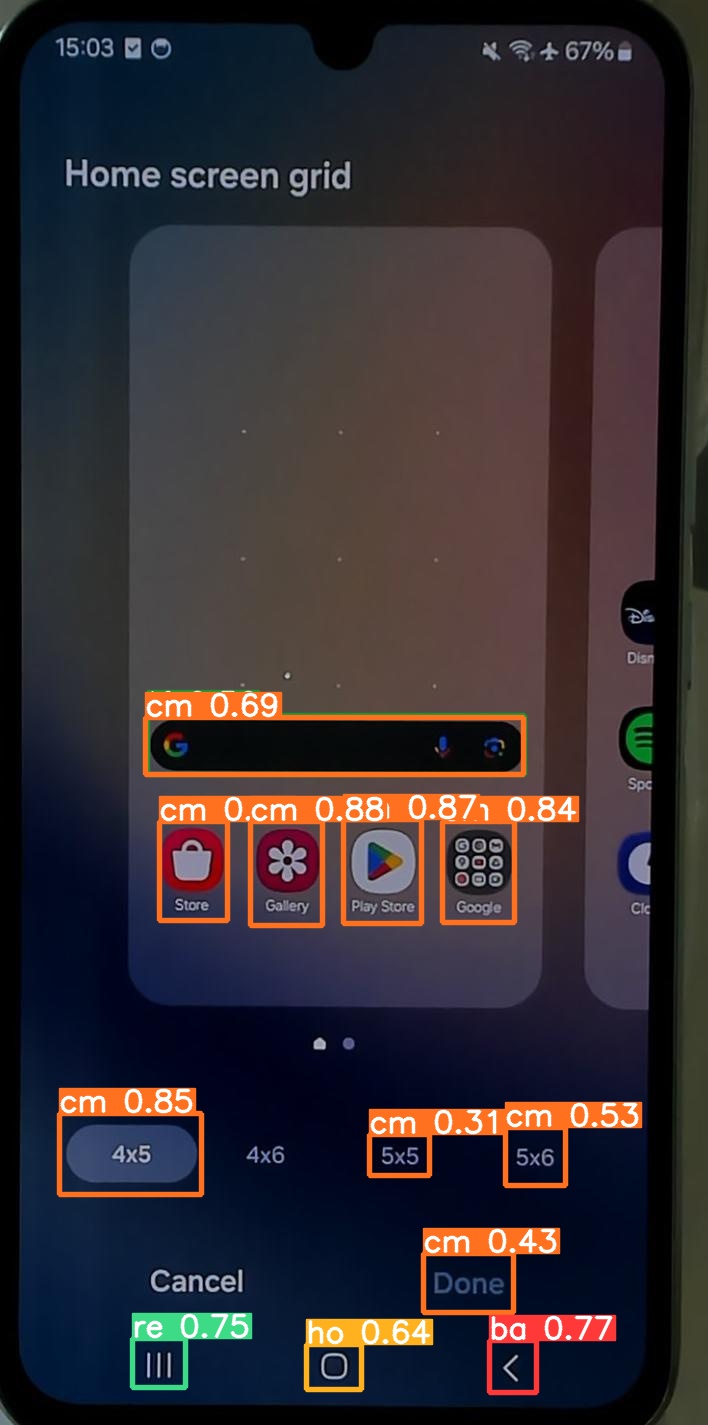 15:03 67%
Home screen grid
Disn
cm 0.69
G
Spo
cm 0. cm 0.88 0.87 0.84
Store Gallery Play Store Google
Clo
cm 0.85
cm 0.31 cm 0.53
4x5 4x6 5x5 5x6
cm 0.43
Cancel Done
re 0.75 ho 0.64 ba 0.77